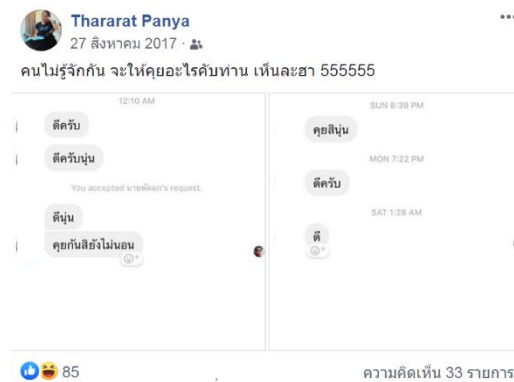 Thararat Panya
27 สิงหาคม 2017
คนไม่รู้จักกัน จะให้คุยอะไรคับท่าน เห็นละฮา 555555
12:10 AM
ดีครับ
ดีครับนุ่น
You accepted นายพัลลภ's request.
ดีนุ่น
คุยกันสิยังไม่นอน
SUN 8:39 PM
คุยสินุ่น
MON 7:22 PM
ดีครับ
SAT 1:28 AM
ดี
85
ความคิดเห็น 33 รายการ